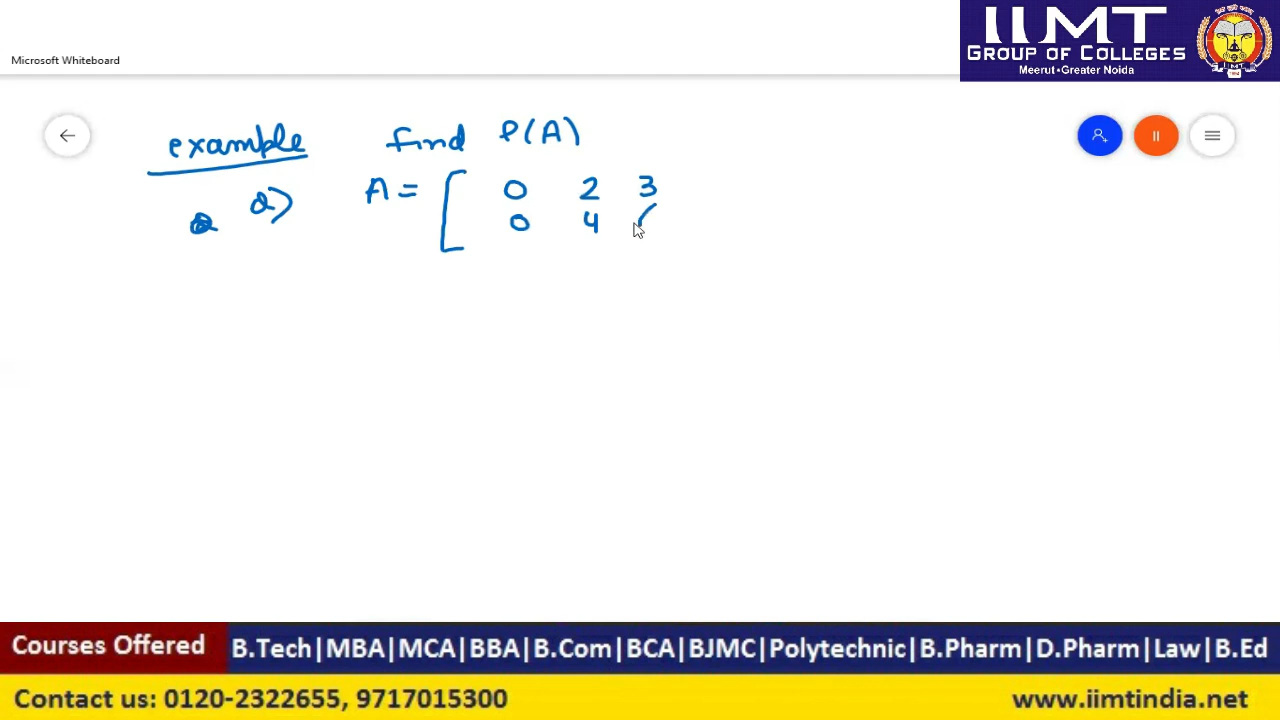 IIMT
GROUP OF COLLEGES
Meerut•Greater Noida
Microsoft Whiteboard
example find ρ(A)
a) A = [ 0 2 3
0 4
Courses Offered B.Tech|MBA|MCA|BBA|B.Com|BCA|BJMC|Polytechnic|B.Pharm|D.Pharm|Law|B.Ed
Contact us: 0120-2322655, 9717015300 www.iimtindia.net